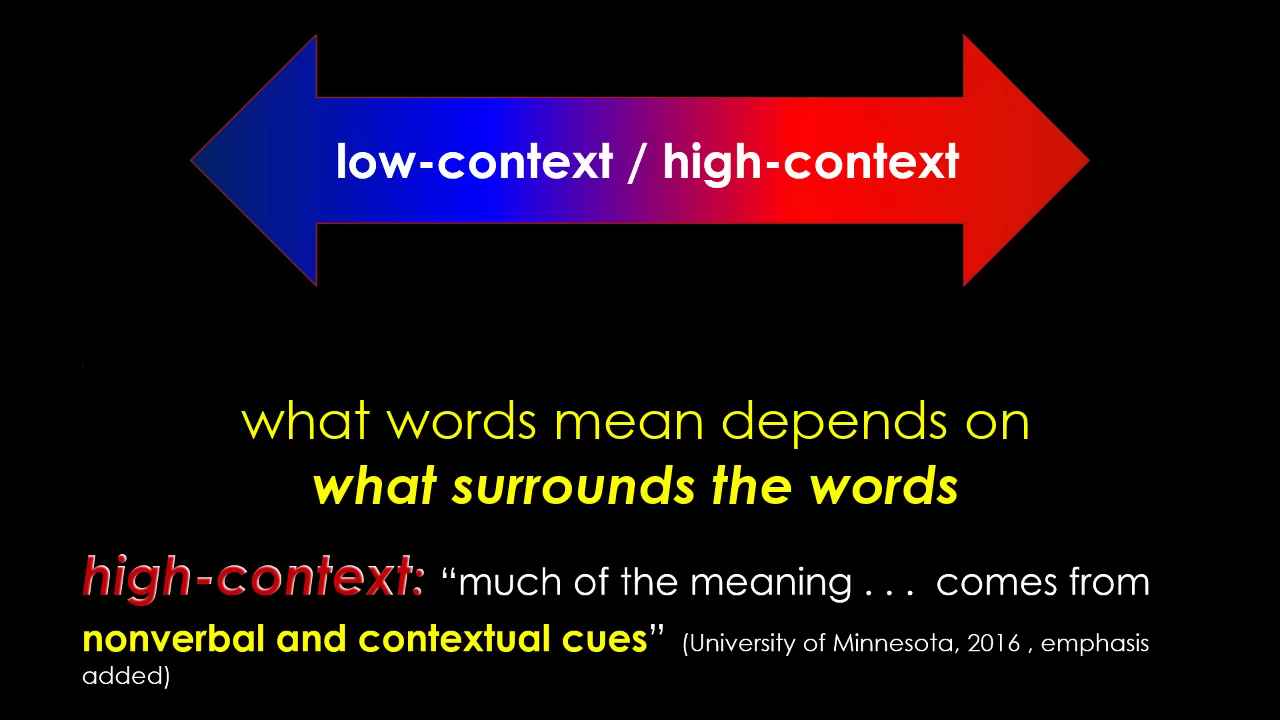 low-context / high-context
what words mean depends on
what surrounds the words
high-context: “much of the meaning . . .  comes from
nonverbal and contextual cues”  (University of Minnesota, 2016 , emphasis
added)